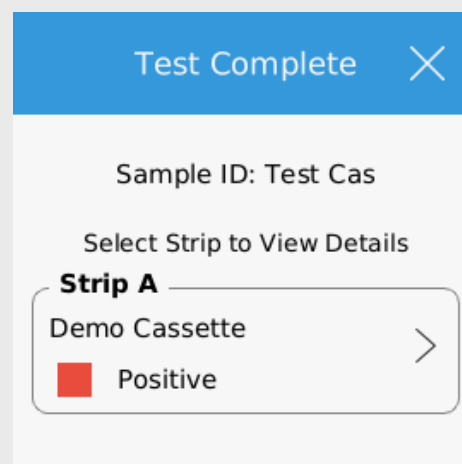 Test Complete
Sample ID: Test Cas
Select Strip to View Details
Strip A
Demo Cassette
Positive